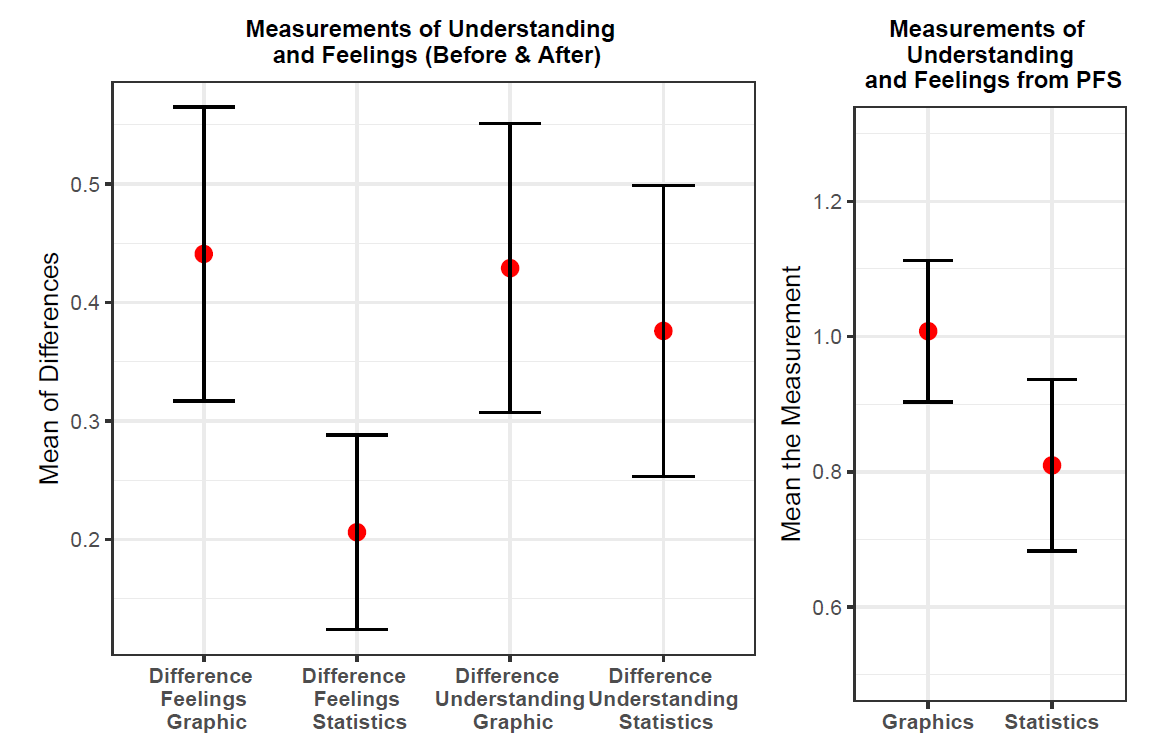 Measurements of Understanding
and Feelings (Before & After)
Mean of Differences
0.5
0.4
0.3
0.2
Difference
Feelings
Graphic
Difference
Feelings
Statistics
Difference
Understanding
Graphic
Difference
Understanding
Statistics
Measurements of
Understanding
and Feelings from PFS
Mean the Measurement
1.2
1.0
0.8
0.6
Graphics
Statistics